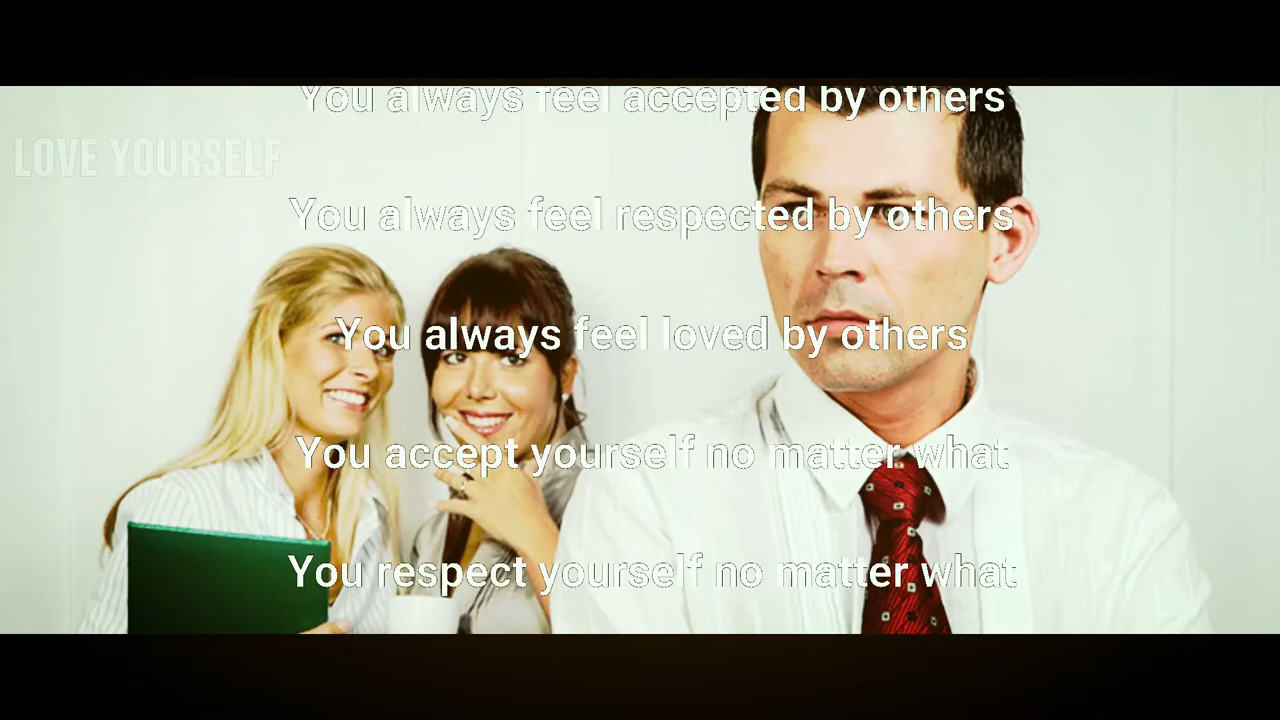 You always feel accepted by others
LOVE YOURSELF
You always feel respected by others
You always feel loved by others
You accept yourself no matter what
You respect yourself no matter what